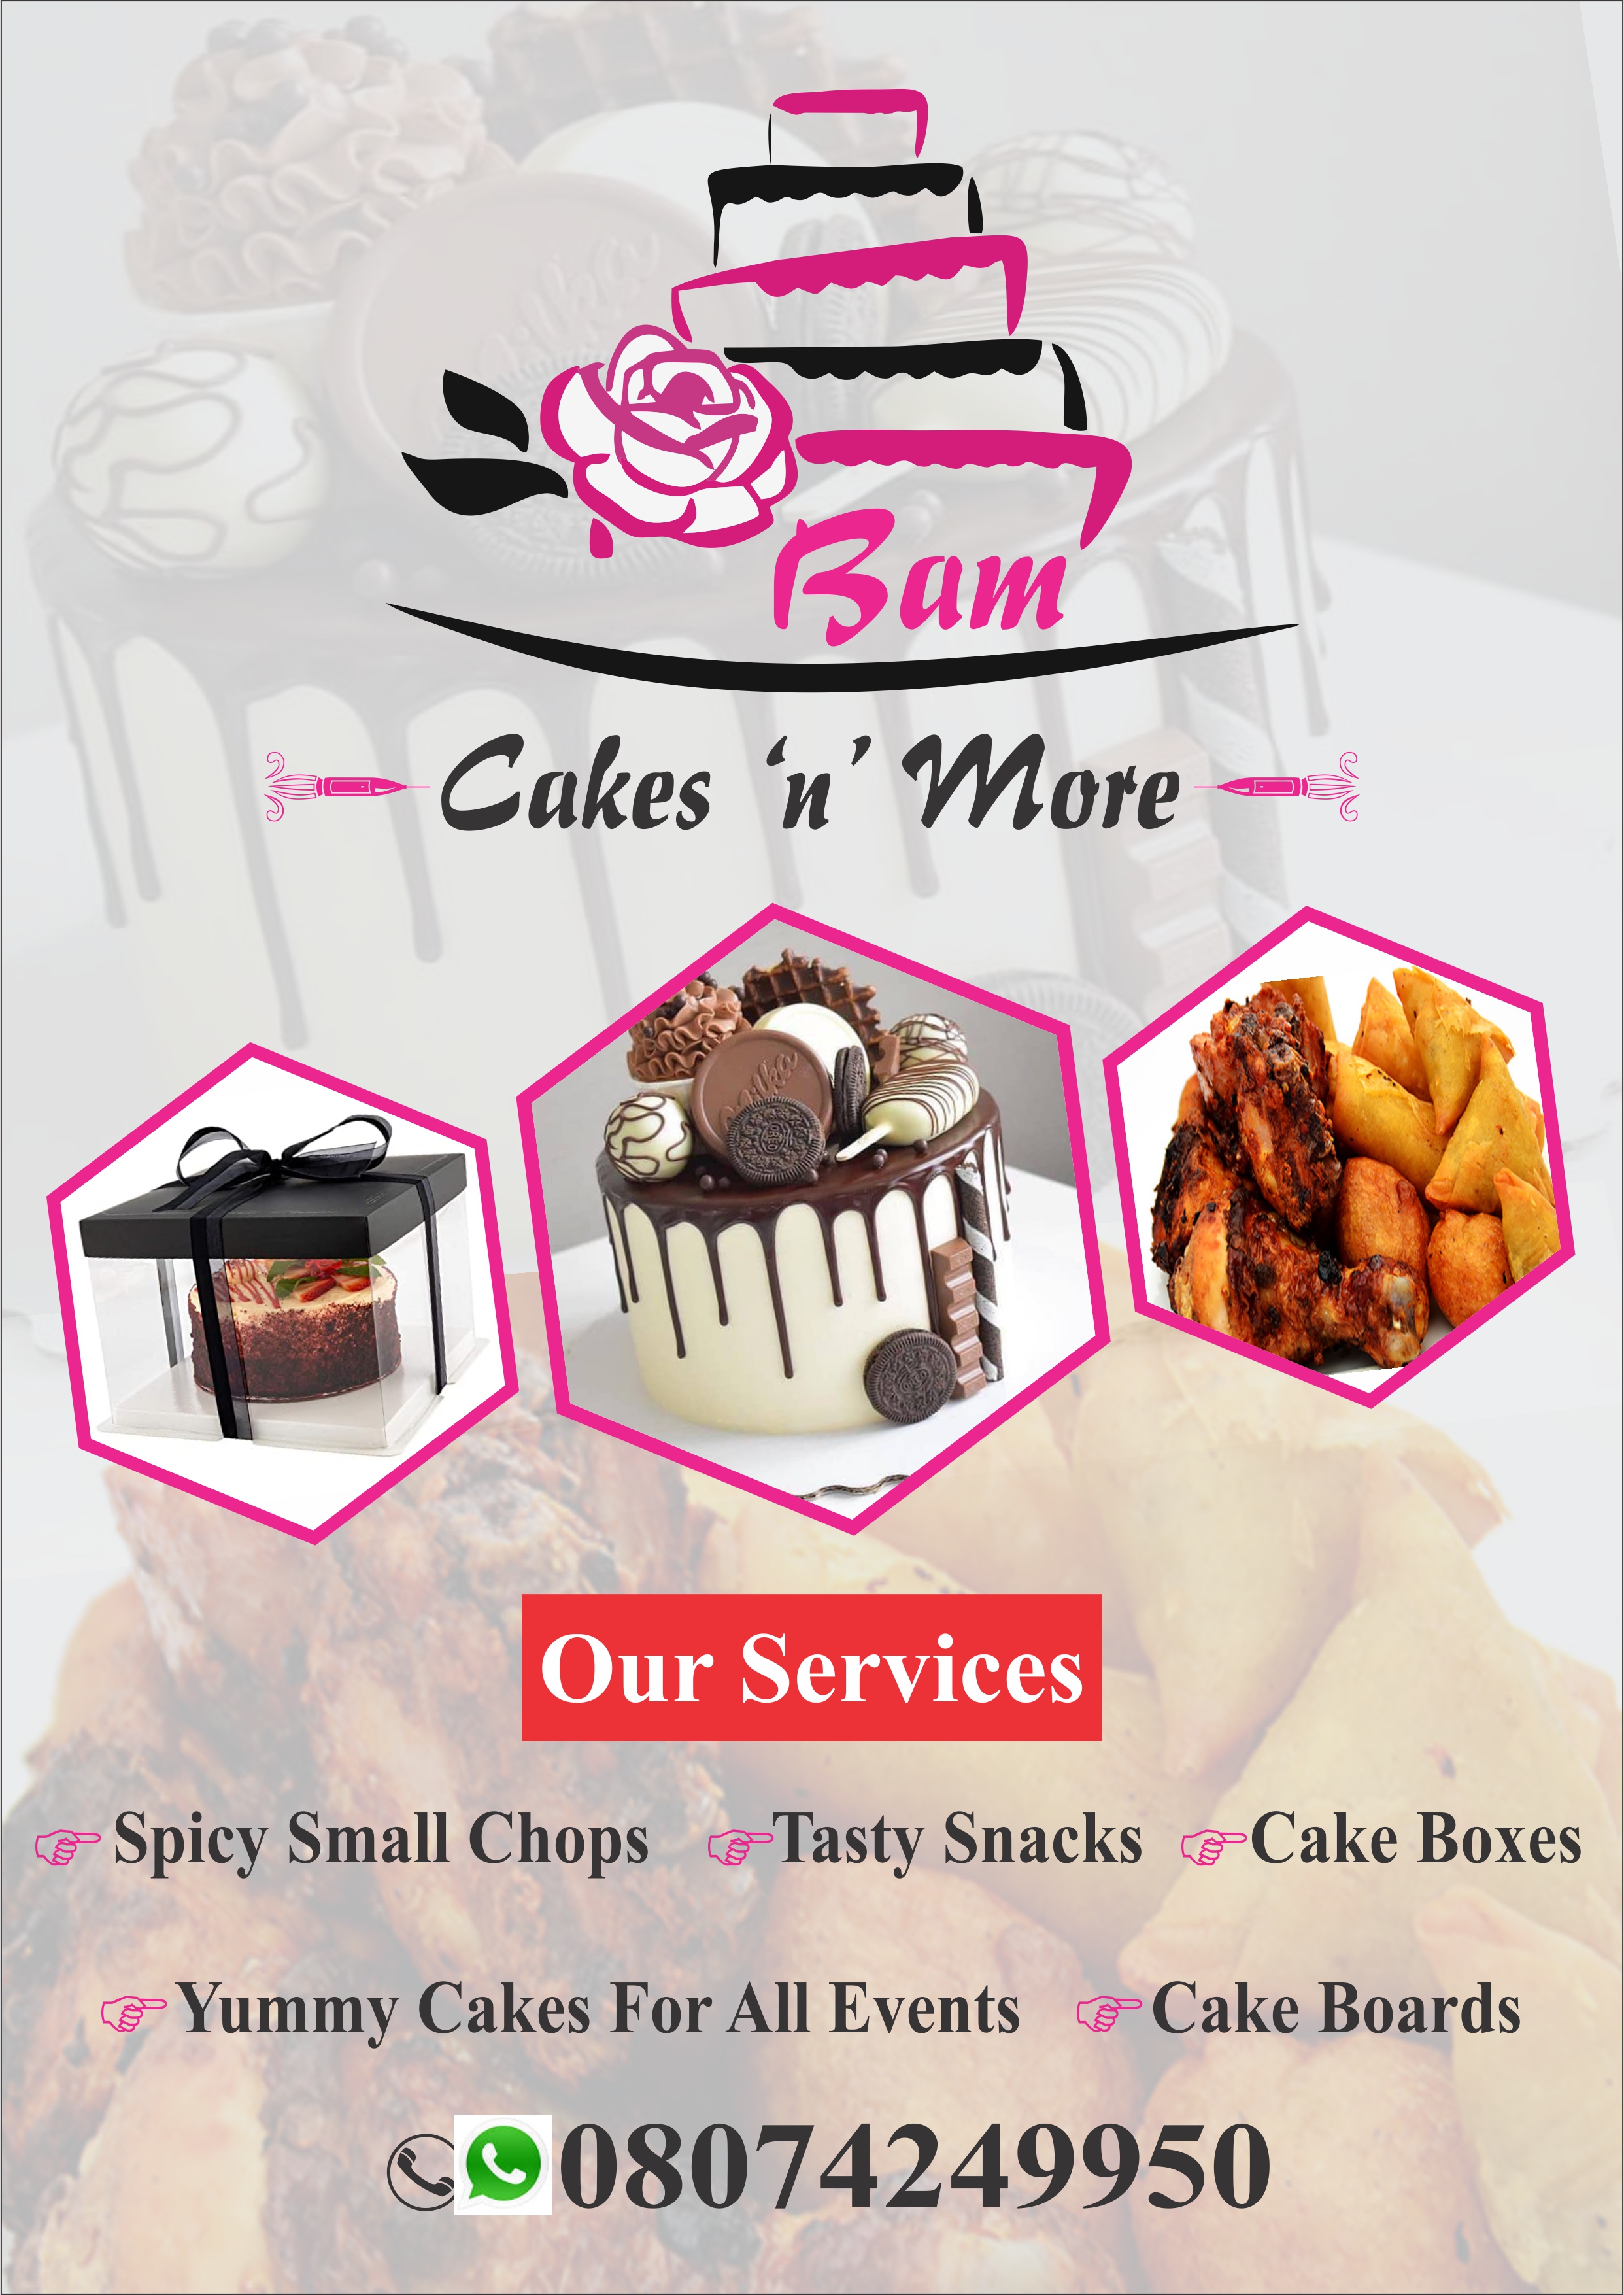 Bam
Cakes 'n' More
Milka
Our Services
Spicy Small Chops Tasty Snacks Cake Boxes
Yummy Cakes For All Events Cake Boards
08074249950